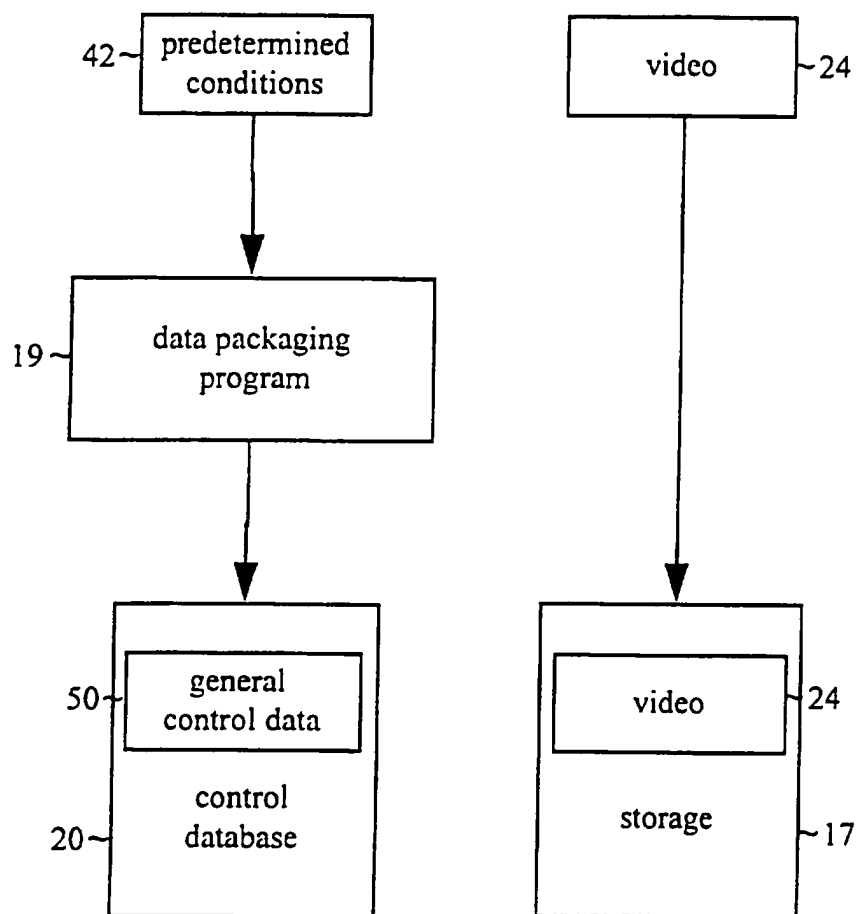 42~ predetermined conditions
video ~24
19~ data packaging program
50~ general control data
video ~24
control database
20~
storage ~17